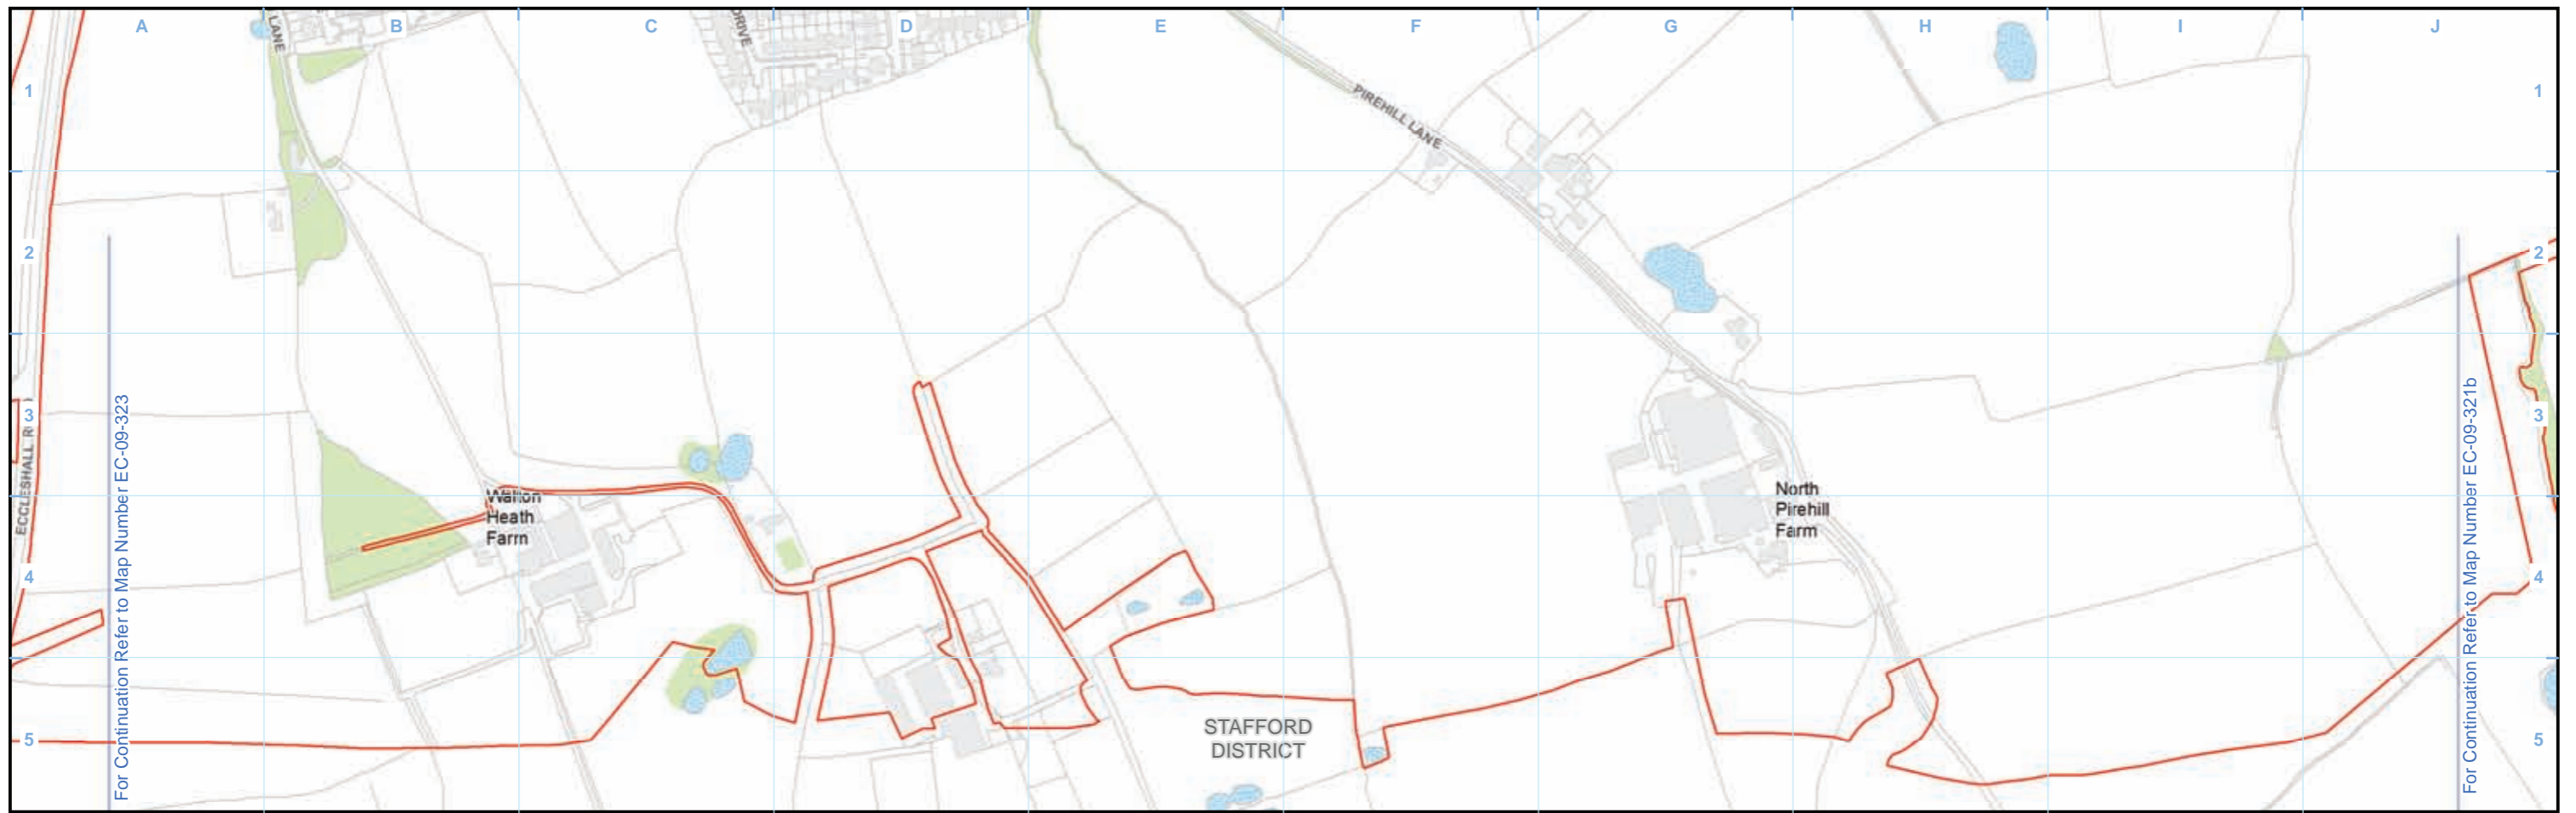 A B C D E F G H I J
LANE
DRIVE
1
1
PIREHILL LANE
2
2
3
3
ECCLESHALL R
For Continuation Refer to Map Number EC-09-323
For Continuation Refer to Map Number EC-09-321b
Walton
Heath
Farm
North
Pirehill
Farm
4
4
STAFFORD
DISTRICT
5
5